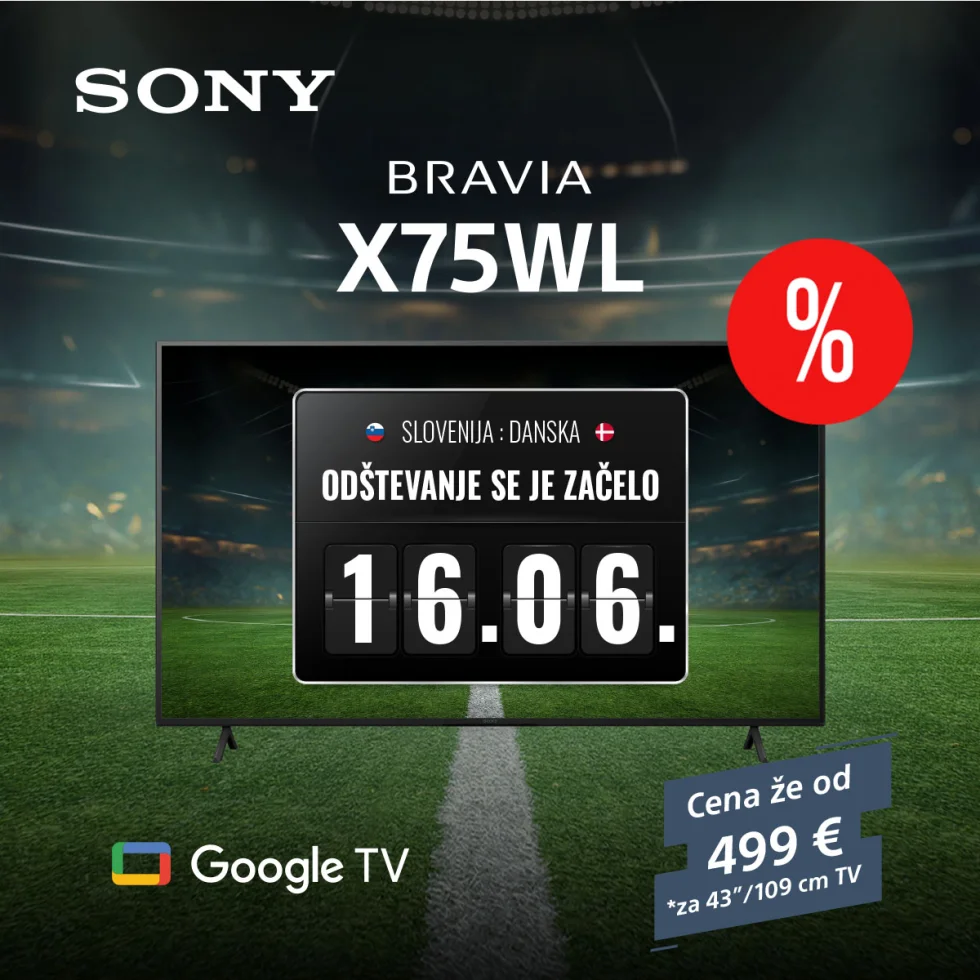 SONY
BRAVIA
X75WL
%
SLOVENIJA : DANSKA
ODŠTEVANJE SE JE ZAČELO
16.06.
Google TV
Cena že od
499 €
*za 43"/109 cm TV